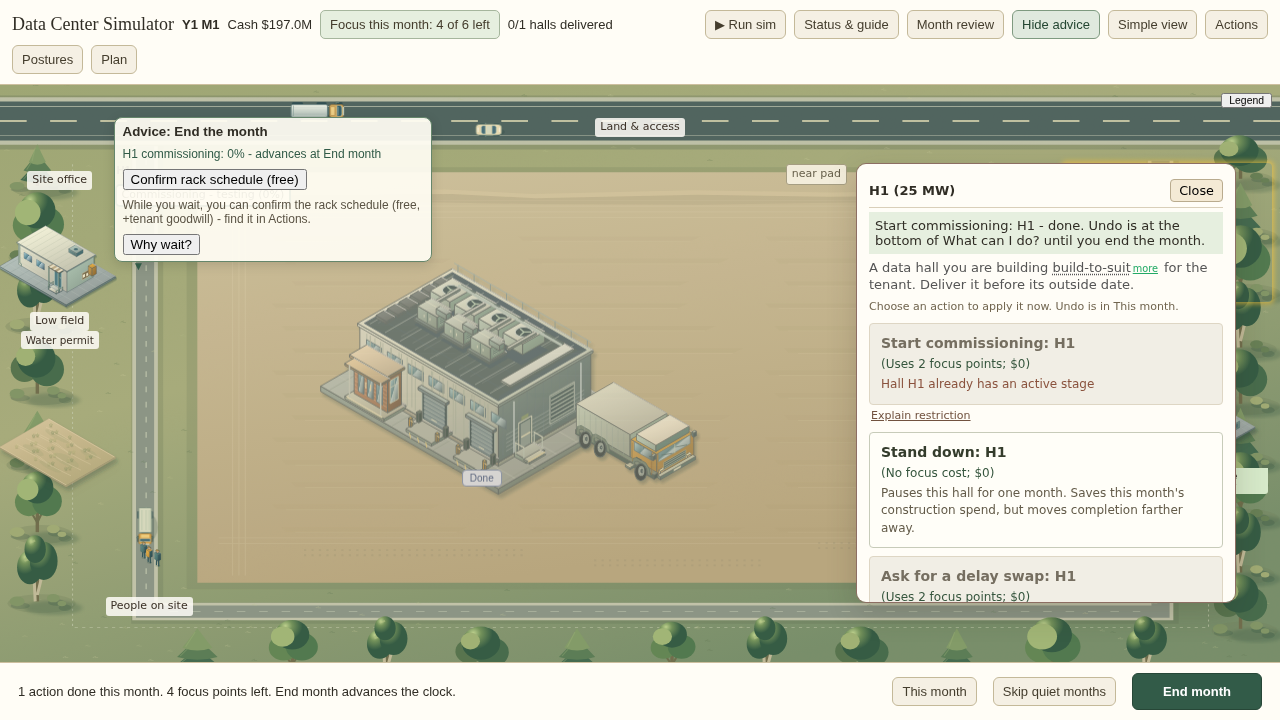 Data Center Simulator Y1 M1 Cash $197.0M Focus this month: 4 of 6 left 0/1 halls delivered
▶ Run sim Status & guide Month review Hide advice Simple view Actions
Postures Plan
Legend
Land & access
Advice: End the month
H1 commissioning: 0% - advances at End month
Confirm rack schedule (free)
While you wait, you can confirm the rack schedule (free,
+tenant goodwill) - find it in Actions.
Why wait?
Site office
near pad
Low field
Water permit
Done
People on site
H1 (25 MW)
Close
Start commissioning: H1 - done. Undo is at the
bottom of What can I do? until you end the month.
A data hall you are building build-to-suit more for the
tenant. Deliver it before its outside date.
Choose an action to apply it now. Undo is in This month.
Start commissioning: H1
(Uses 2 focus points; $0)
Hall H1 already has an active stage
Explain restriction
Stand down: H1
(No focus cost; $0)
Pauses this hall for one month. Saves this month's
construction spend, but moves completion farther
away.
Ask for a delay swap: H1
(Uses 2 focus points; $0)
1 action done this month. 4 focus points left. End month advances the clock.
This month Skip quiet months End month